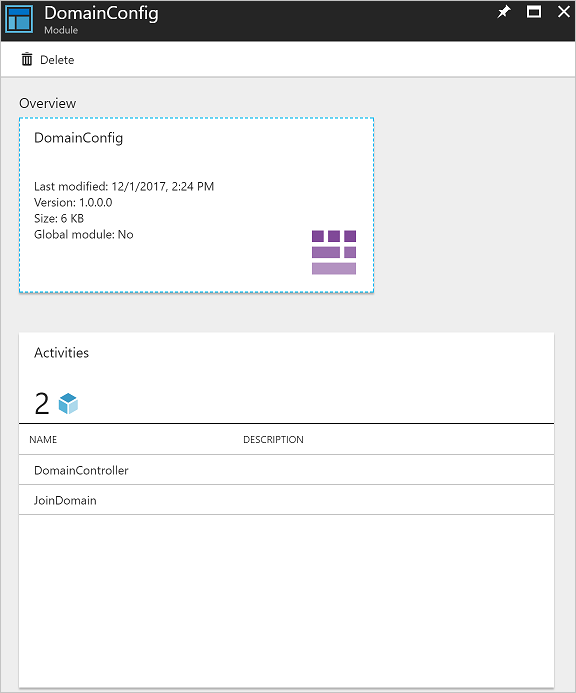 DomainConfig
Module
Delete
Overview
DomainConfig
Last modified: 12/1/2017, 2:24 PM
Version: 1.0.0.0
Size: 6 KB
Global module: No
Activities
2
NAME DESCRIPTION
DomainController
JoinDomain